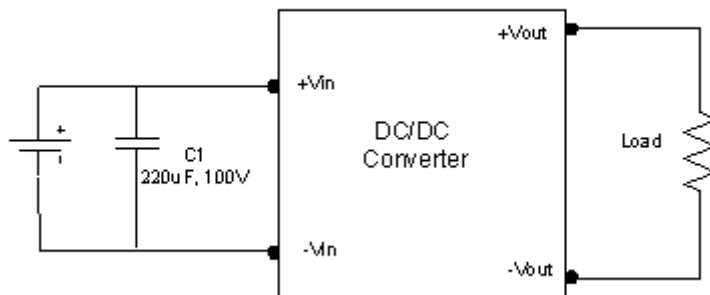 +Vout
+Vin
+
-
C1
220uF, 100V
DC/DC
Converter
Load
-Vin
-Vout